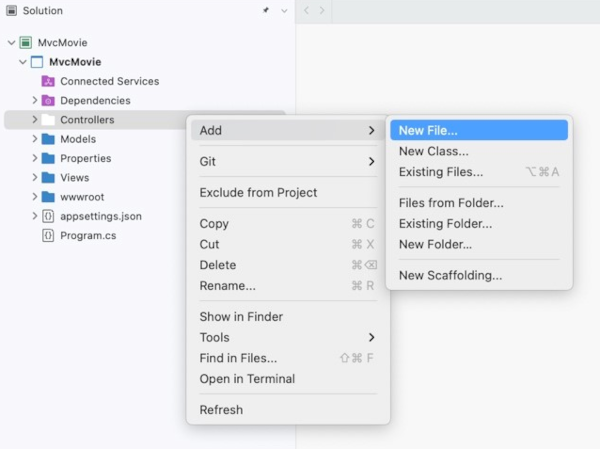 Solution
MvcMovie
MvcMovie
Connected Services
Dependencies
Controllers
Models
Properties
Views
wwwroot
appsettings.json
Program.cs
Add
Git
Exclude from Project
Copy ⌘ C
Cut ⌘ X
Delete ⌘⌫
Rename... ⌘ R
Show in Finder
Tools
Find in Files... ⇧⌘ F
Open in Terminal
Refresh
New File...
New Class...
Existing Files... ⌥⌘A
Files from Folder...
Existing Folder...
New Folder...
New Scaffolding...